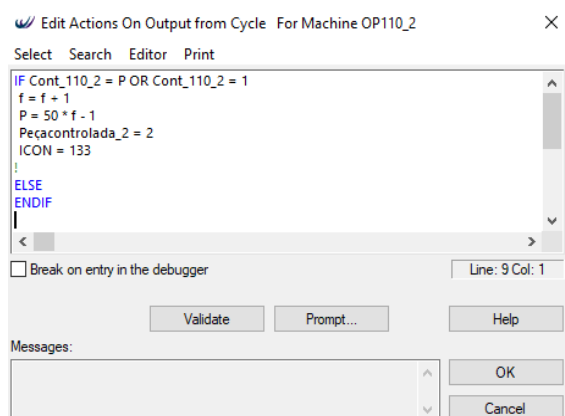 Edit Actions On Output from Cycle For Machine OP110_2
Select Search Editor Print
IF Cont_110_2 = P OR Cont_110_2 = 1
f = f + 1
P = 50 * f - 1
Peçacontrolada_2 = 2
ICON = 133
!
ELSE
ENDIF
Break on entry in the debugger
Line: 9 Col: 1
Validate Prompt... Help
Messages:
OK
Cancel